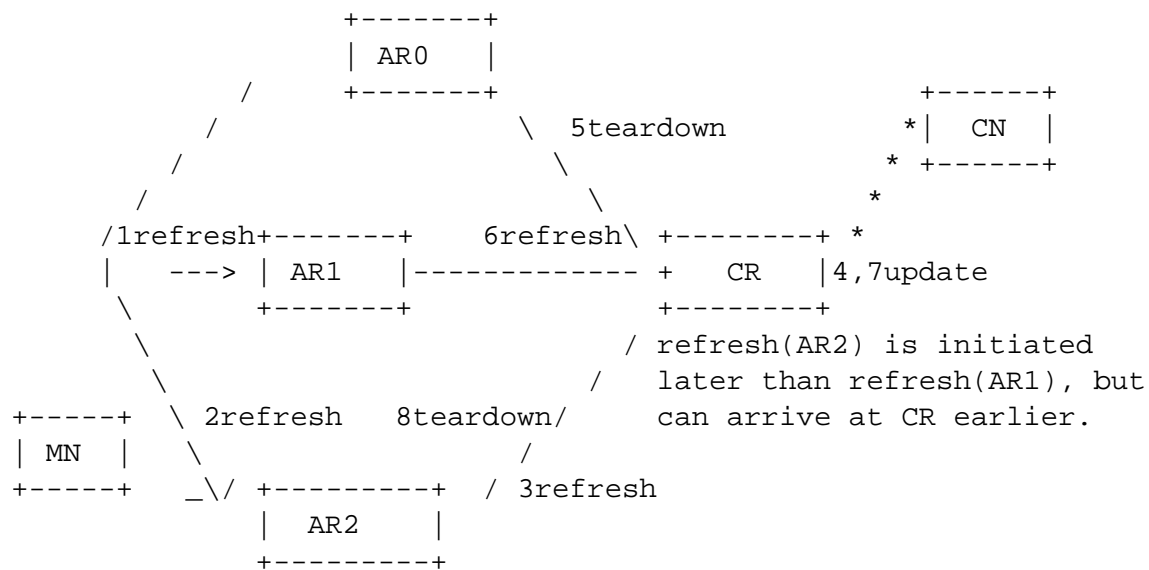 +-------+
                  | AR0   |
            /     +-------+                       +------+
           /                 \  5teardown        *|  CN  |
         /                     \                * +------+
       /                         \             *
     /1refresh+-------+    6refresh\ +--------+ *
     |   ---> | AR1   |------------- +   CR   |4,7update
      \       +-------+              +--------+
       \                           / refresh(AR2) is initiated
        \                         /   later than refresh(AR1), but
+-----+  \ 2refresh   8teardown/     can arrive at CR earlier.
| MN  |   \                  /
+-----+   _\/ +---------+  / 3refresh
              |  AR2    |
              +---------+